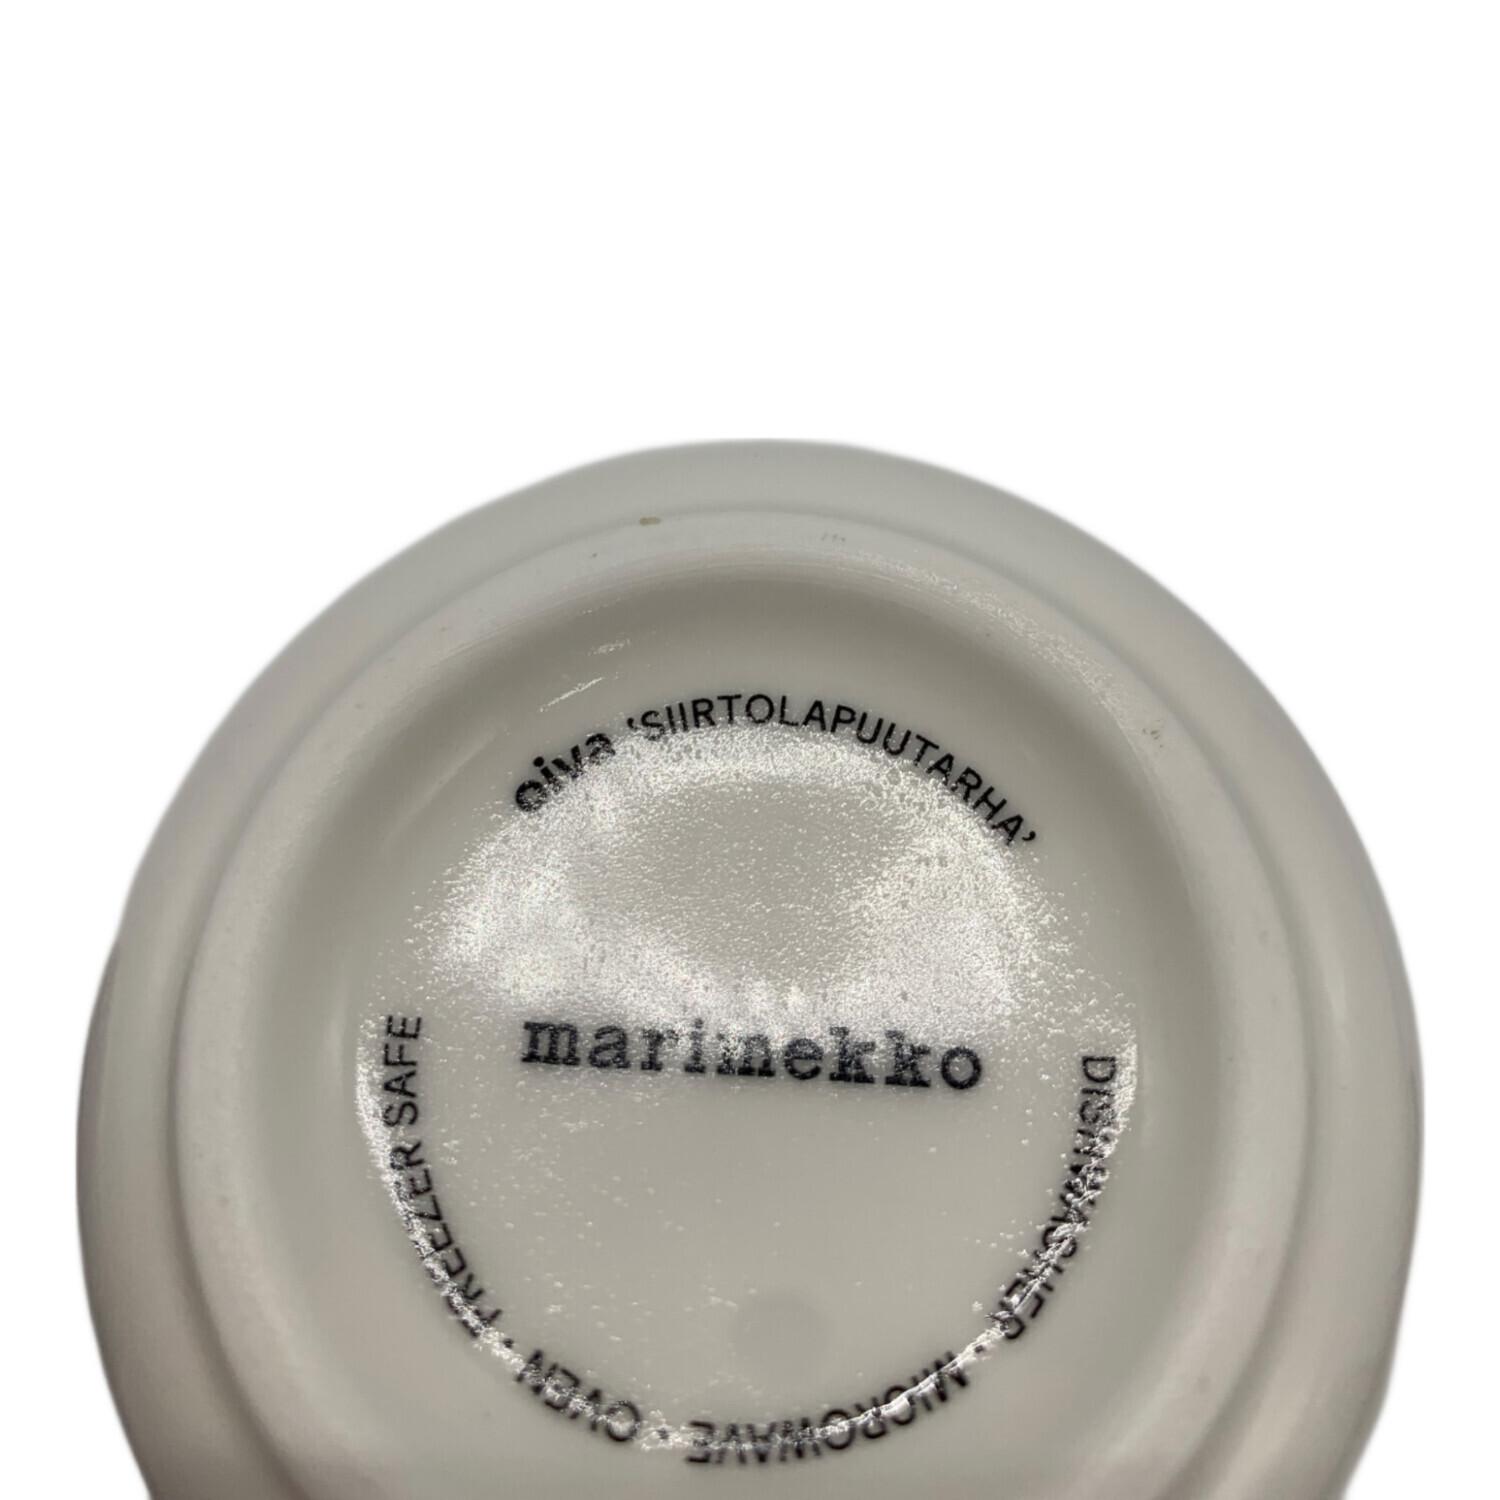 oiva ‘SIIRTOLAPUUTARHA’
marimekko
DISHWASHER · MICROWAVE · OVEN · FREEZER SAFE